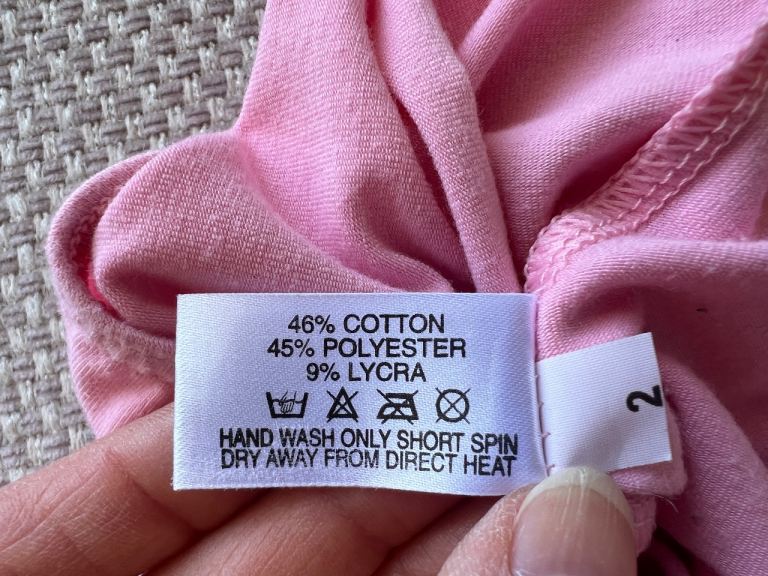 46% COTTON
45% POLYESTER
9% LYCRA
HAND WASH ONLY SHORT SPIN
DRY AWAY FROM DIRECT HEAT
2